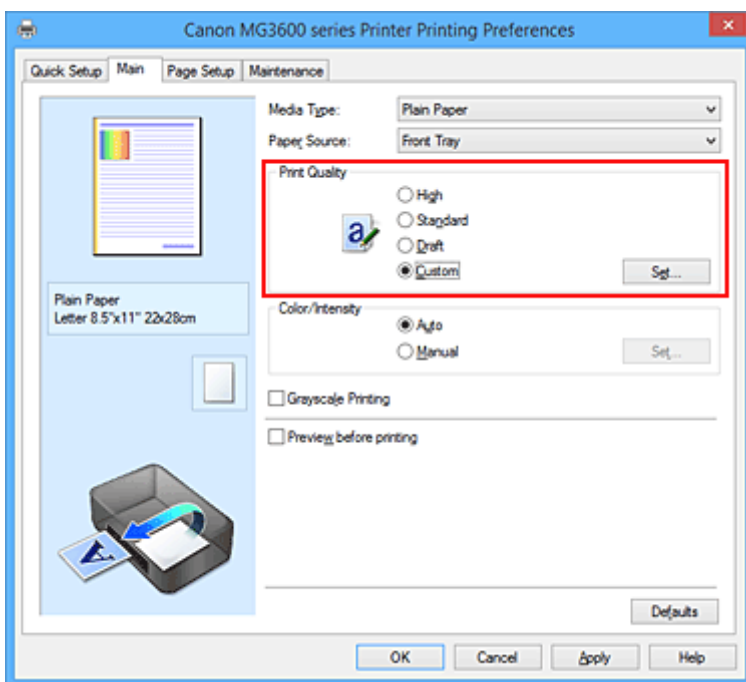 Canon MG3600 series Printer Printing Preferences
Quick Setup Main Page Setup Maintenance
Media Type: Plain Paper
Paper Source: Front Tray
Print Quality
High
Standard
a
Draft
Custom Set...
Plain Paper
Letter 8.5"x11" 22x28cm
Color/Intensity
Auto
Manual Set...
Grayscale Printing
Preview before printing
A
Defaults
OK Cancel Apply Help